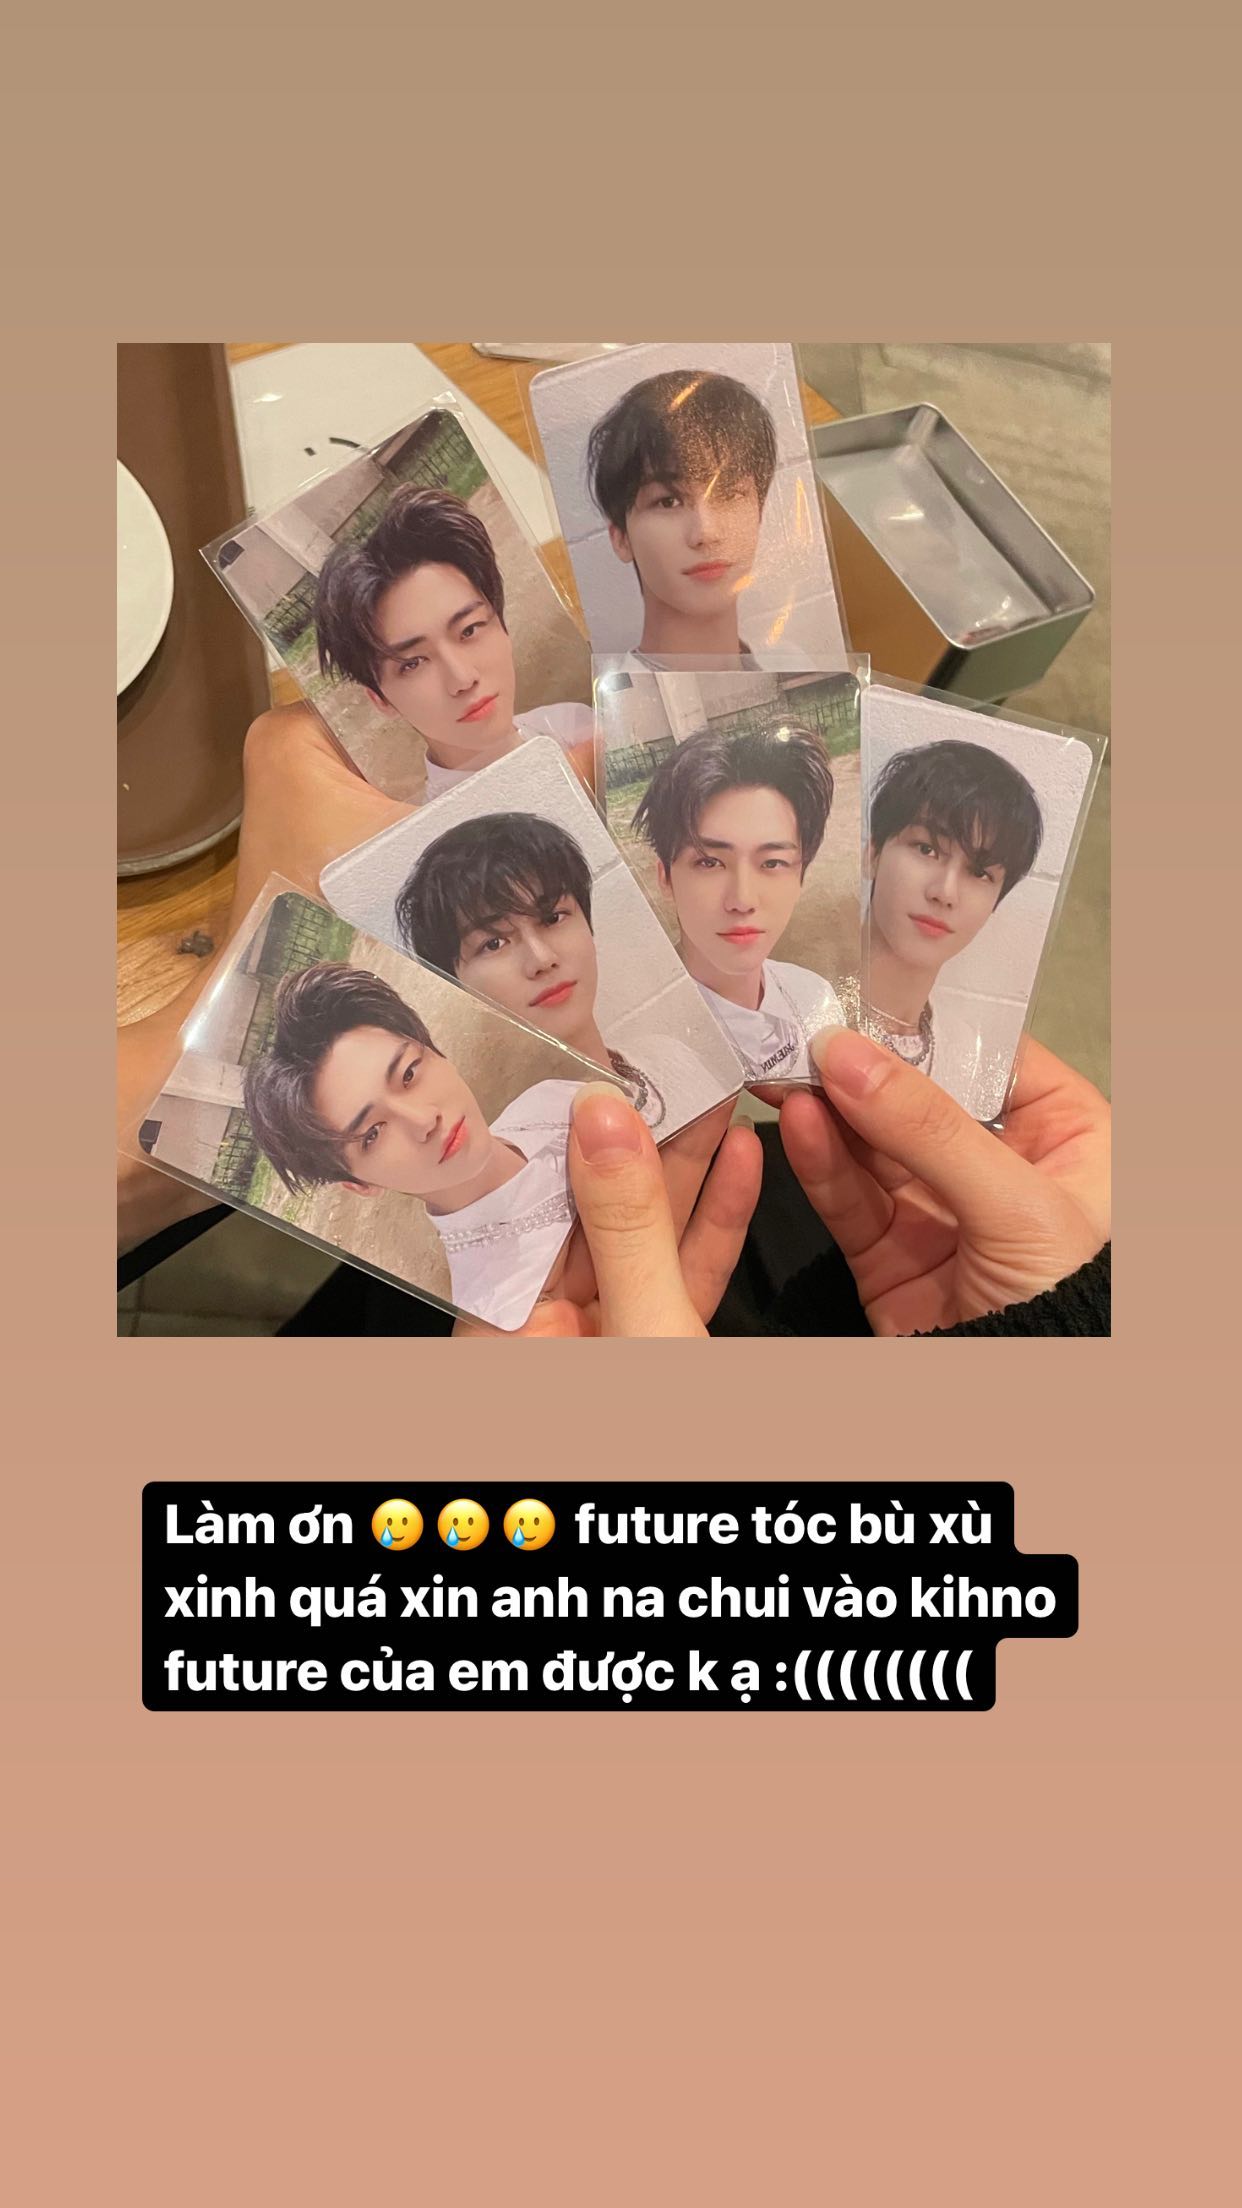 Làm ơn 🥲🥲🥲 future tóc bù xù
xinh quá xin anh na chui vào kihno
future của em được k ạ :((((((((